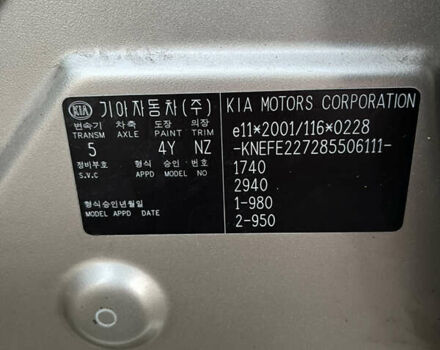 KIA 기아자동차(주)
변속기 차축 도장 의장
TRANSM AXLE PAINT TRIM
5 4Y NZ
정비부호 형식 승인 번호
S.V.C APPD MODEL NO
형식승인년월일
MODEL APPD DATE
KIA MOTORS CORPORATION
e11*2001/116*0228
-KNEFE227285506111-
1740
2940
1-980
2-950